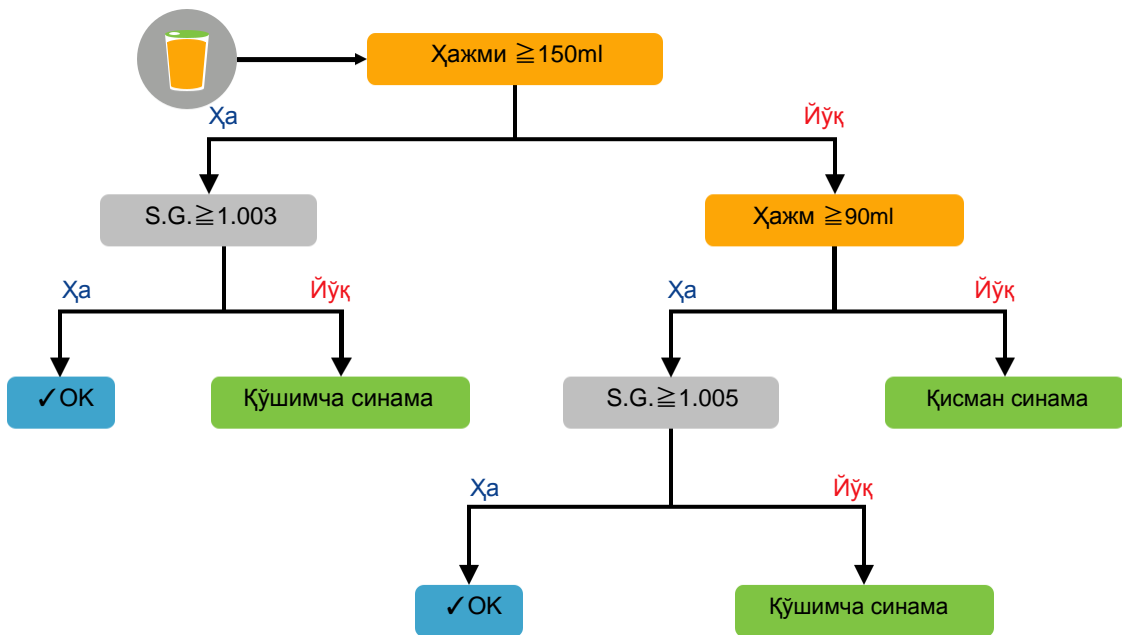 Ҳажми ≧150ml
Ҳа
Йўқ
S.G.≧1.003
Ҳажм ≧90ml
Ҳа
Йўқ
Ҳа
Йўқ
✓OK
Қўшимча синама
S.G.≧1.005
Қисман синама
Ҳа
Йўқ
✓OK
Қўшимча синама